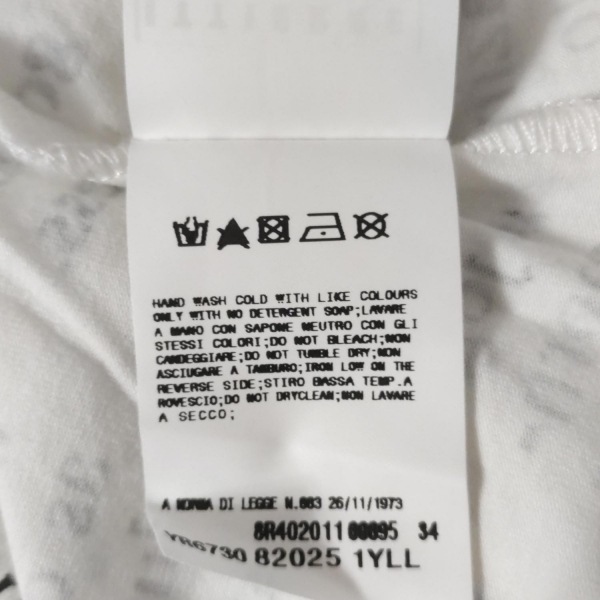 HAND WASH COLD WITH LIKE COLOURS
ONLY WITH NO DETERGENT SOAP;LAVARE
A MANO CON SAPONE NEUTRO CON GLI
STESSI COLORI;DO NOT BLEACH;NON
CANDEGGIARE;DO NOT TUMBLE DRY;NON
ASCIUGARE A TAMBURO;IRON LOW ON THE
REVERSE SIDE;STIRO BASSA TEMP.A
ROVESCIO;DO NOT DRYCLEAN;NON LAVARE
A SECCO;
A NORMA DI LEGGE N.883 26/11/1973
8R402011 00095 34
YR6730 82025 1YLL